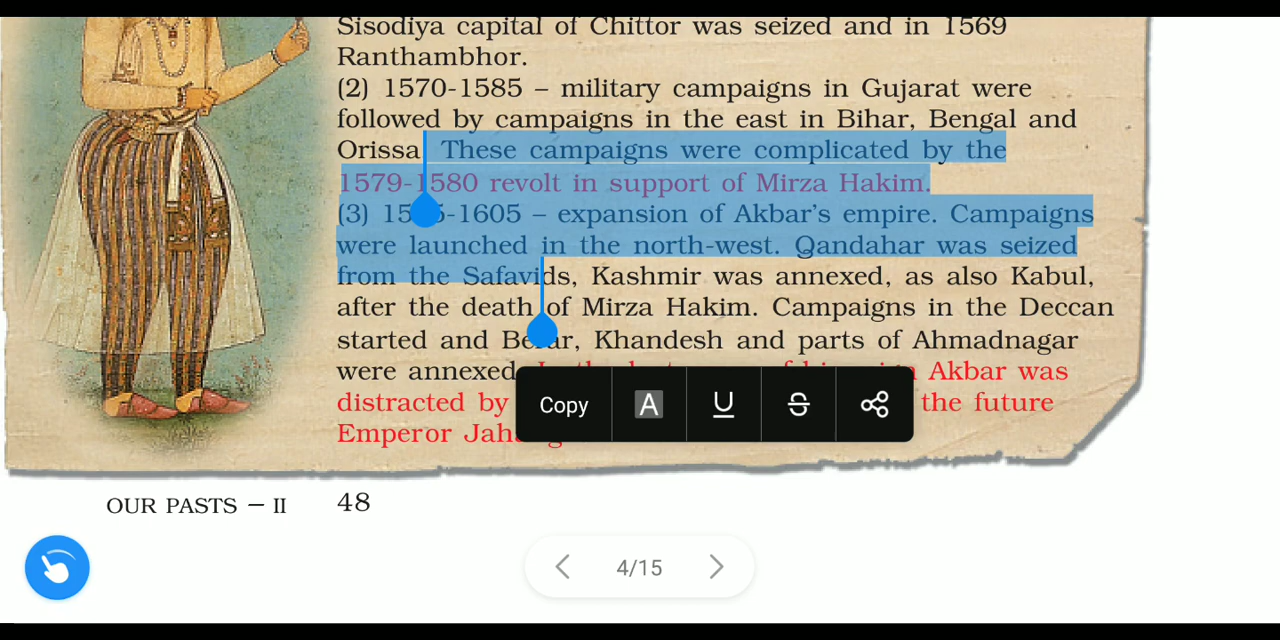 Sisodiya capital of Chittor was seized and in 1569
Ranthambhor.
(2) 1570-1585 – military campaigns in Gujarat were
followed by campaigns in the east in Bihar, Bengal and
Orissa These campaigns were complicated by the
1579-1580 revolt in support of Mirza Hakim.
(3) 15 5-1605 – expansion of Akbar's empire. Campaigns
were launched in the north-west. Qandahar was seized
from the Safavids, Kashmir was annexed, as also Kabul,
after the death of Mirza Hakim. Campaigns in the Deccan
started and Berar, Khandesh and parts of Ahmadnagar
were annexed Akbar was
distracted by the future
Emperor
Copy A U S
OUR PASTS – II 48
4/15